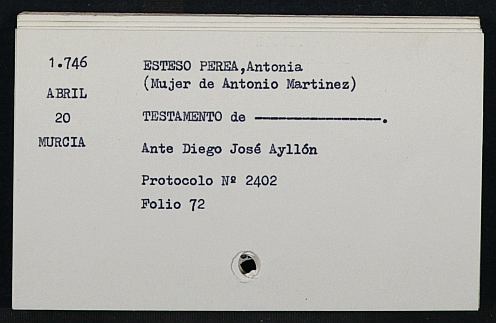 1.746
ABRIL
20
MURCIA
ESTESO PEREA,Antonia
(Mujer de Antonio Martinez)
TESTAMENTO de ----------------.
Ante Diego José Ayllón
Protocolo Nº 2402
Folio 72